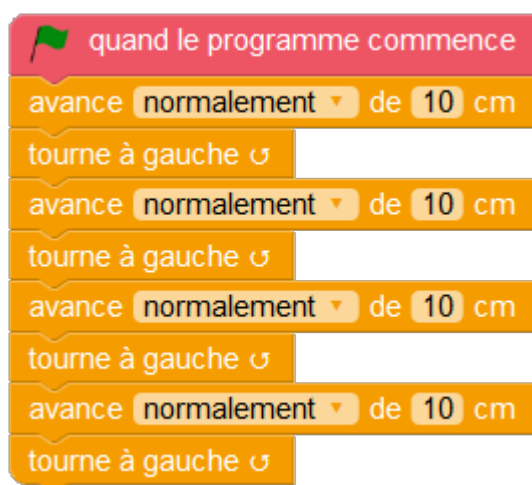 quand le programme commence
avance normalement de 10 cm
tourne à gauche ↺
avance normalement de 10 cm
tourne à gauche ↺
avance normalement de 10 cm
tourne à gauche ↺
avance normalement de 10 cm
tourne à gauche ↺